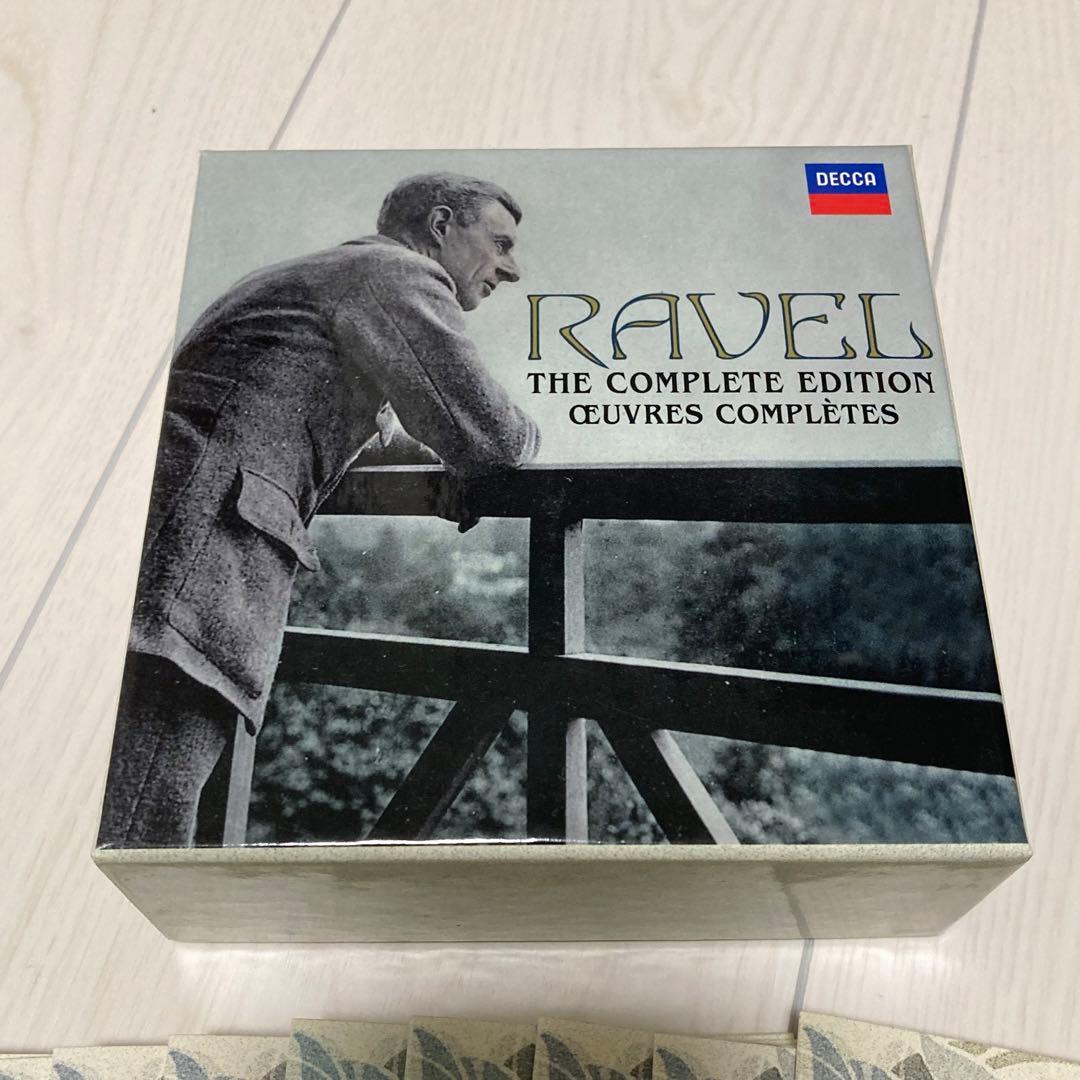 DECCA
RAVEL
THE COMPLETE EDITION
ŒUVRES COMPLÈTES